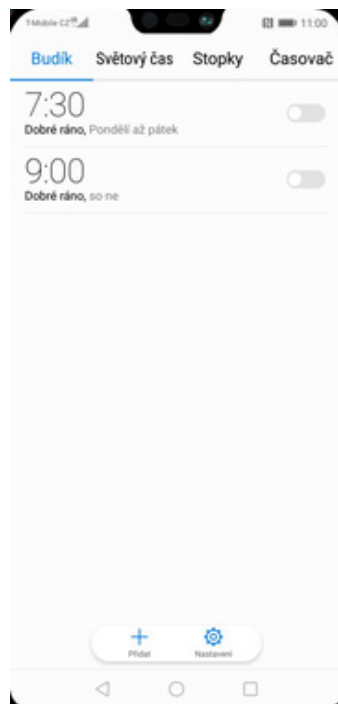 T-Mobile CZ 11:00
Budík Světový čas Stopky Časovač
7:30
Dobré ráno, Pondělí až pátek
9:00
Dobré ráno, so ne
Přidat Nastavení